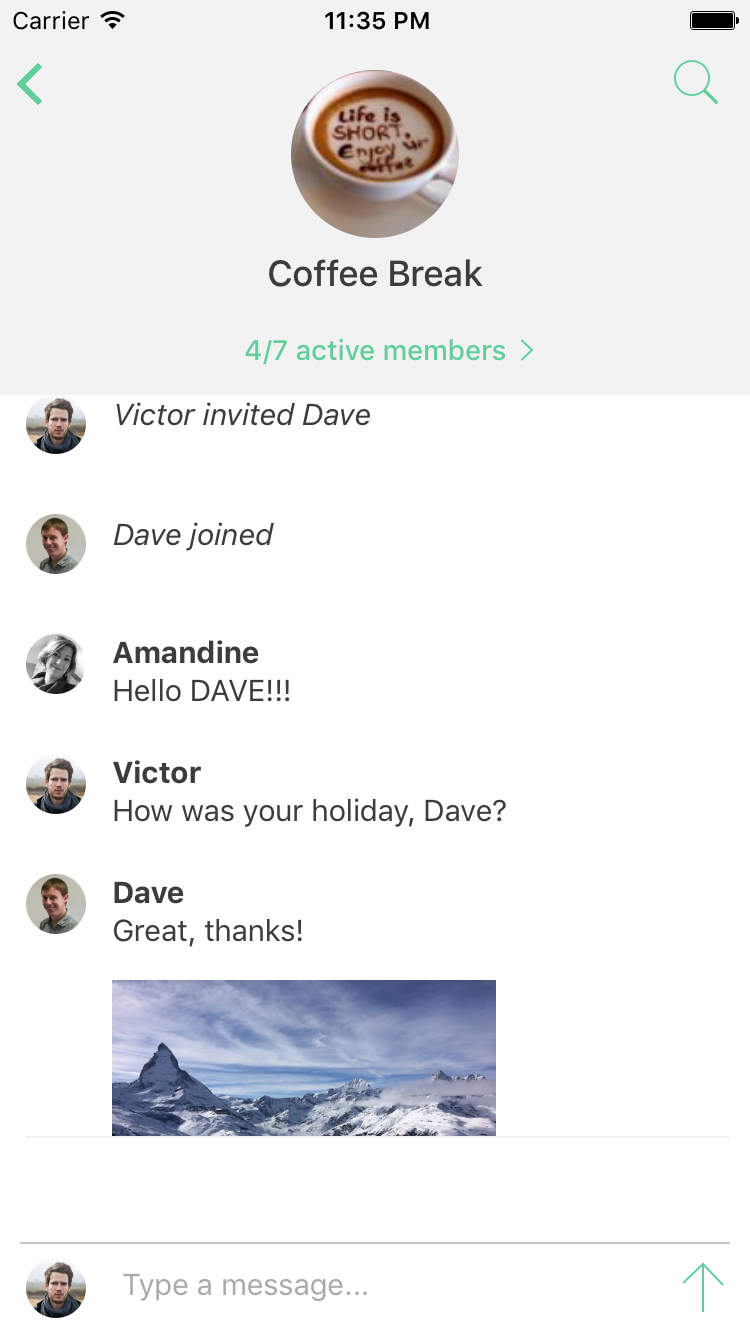 Carrier 11:35 PM
Life is
SHORT,
Enjoy ur
coffee
Coffee Break
4/7 active members
Victor invited Dave
Dave joined
Amandine
Hello DAVE!!!
Victor
How was your holiday, Dave?
Dave
Great, thanks!
Type a message...